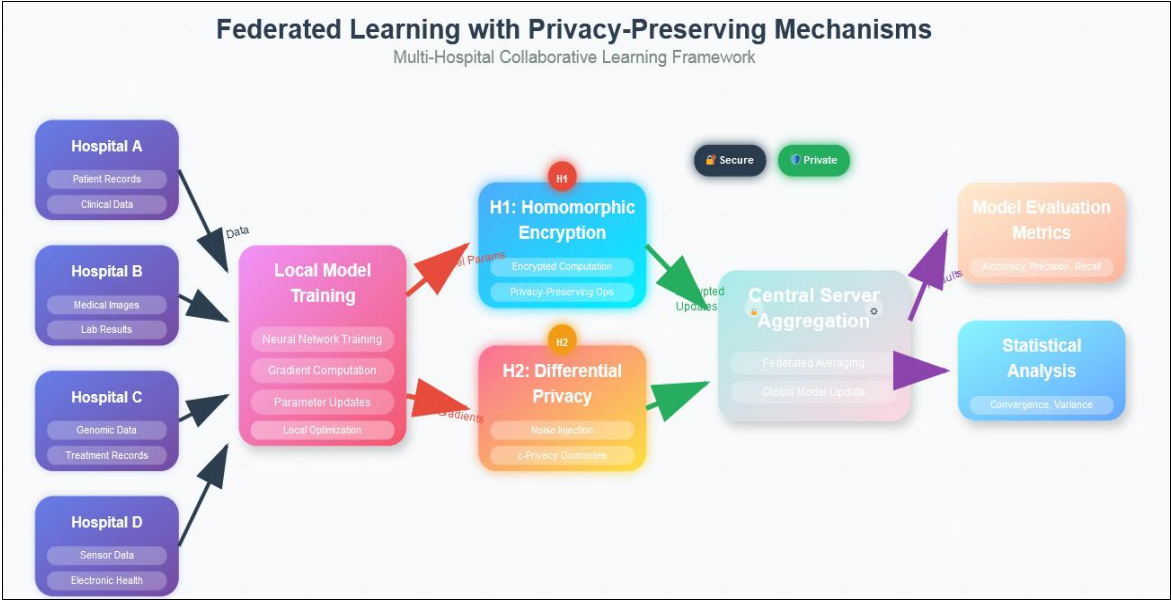 Federated Learning with Privacy-Preserving Mechanisms
Multi-Hospital Collaborative Learning Framework
Hospital A
Patient Records
Clinical Data
Hospital B
Medical Images
Lab Results
Hospital C
Genomic Data
Treatment Records
Hospital D
Sensor Data
Electronic Health
Data
Local Model
Training
Neural Network Training
Gradient Computation
Parameter Updates
Local Optimization
Params
H1
H1: Homomorphic
Encryption
Encrypted Computation
Privacy-Preserving Ops
H2
H2: Differential
Privacy
Noise Injection
ε-Privacy Guarantee
Secure
Private
Updates
Central Server
Aggregation
Federated Averaging
Global Model Update
Model Evaluation
Metrics
Accuracy, Precision, Recall
Statistical
Analysis
Convergence, Variance